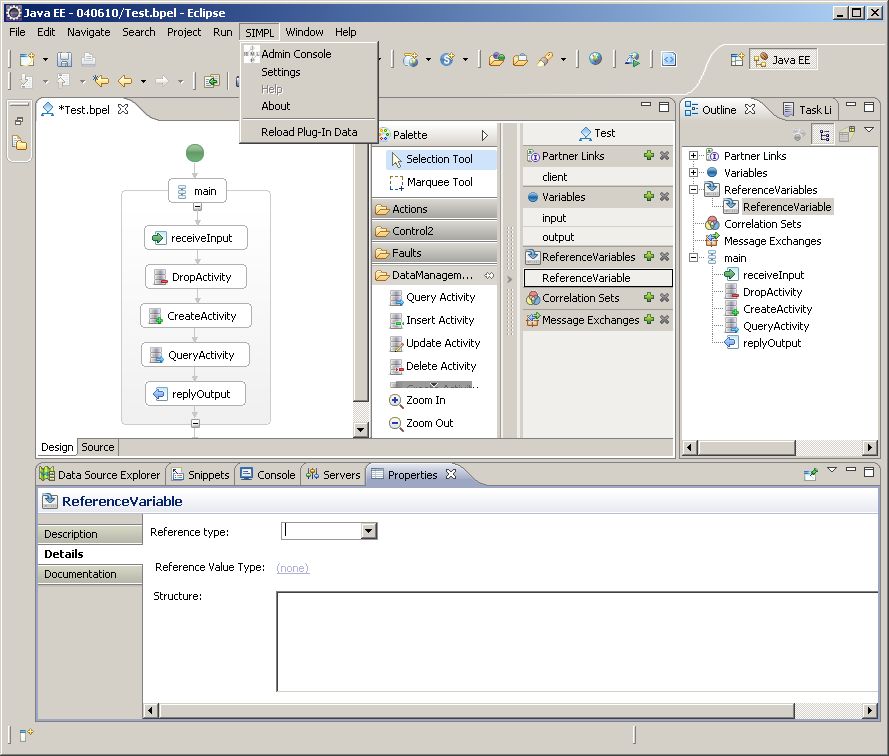 Java EE - 040610/Test.bpel - Eclipse
File Edit Navigate Search Project Run SIMPL Window Help
Admin Console
Settings
Help
About
Reload Plug-In Data
Java EE
*Test.bpel
main
receiveInput
DropActivity
CreateActivity
QueryActivity
replyOutput
Design Source
Palette
Selection Tool
Marquee Tool
Actions
Control2
Faults
DataManagem...
Query Activity
Insert Activity
Update Activity
Delete Activity
Zoom In
Zoom Out
Test
Partner Links
client
Variables
input
output
ReferenceVariables
ReferenceVariable
Correlation Sets
Message Exchanges
Outline Task Li
Partner Links
Variables
ReferenceVariables
ReferenceVariable
Correlation Sets
Message Exchanges
main
receiveInput
DropActivity
CreateActivity
QueryActivity
replyOutput
Data Source Explorer Snippets Console Servers Properties
ReferenceVariable
Description
Details
Documentation
Reference type:
Reference Value Type: (none)
Structure: